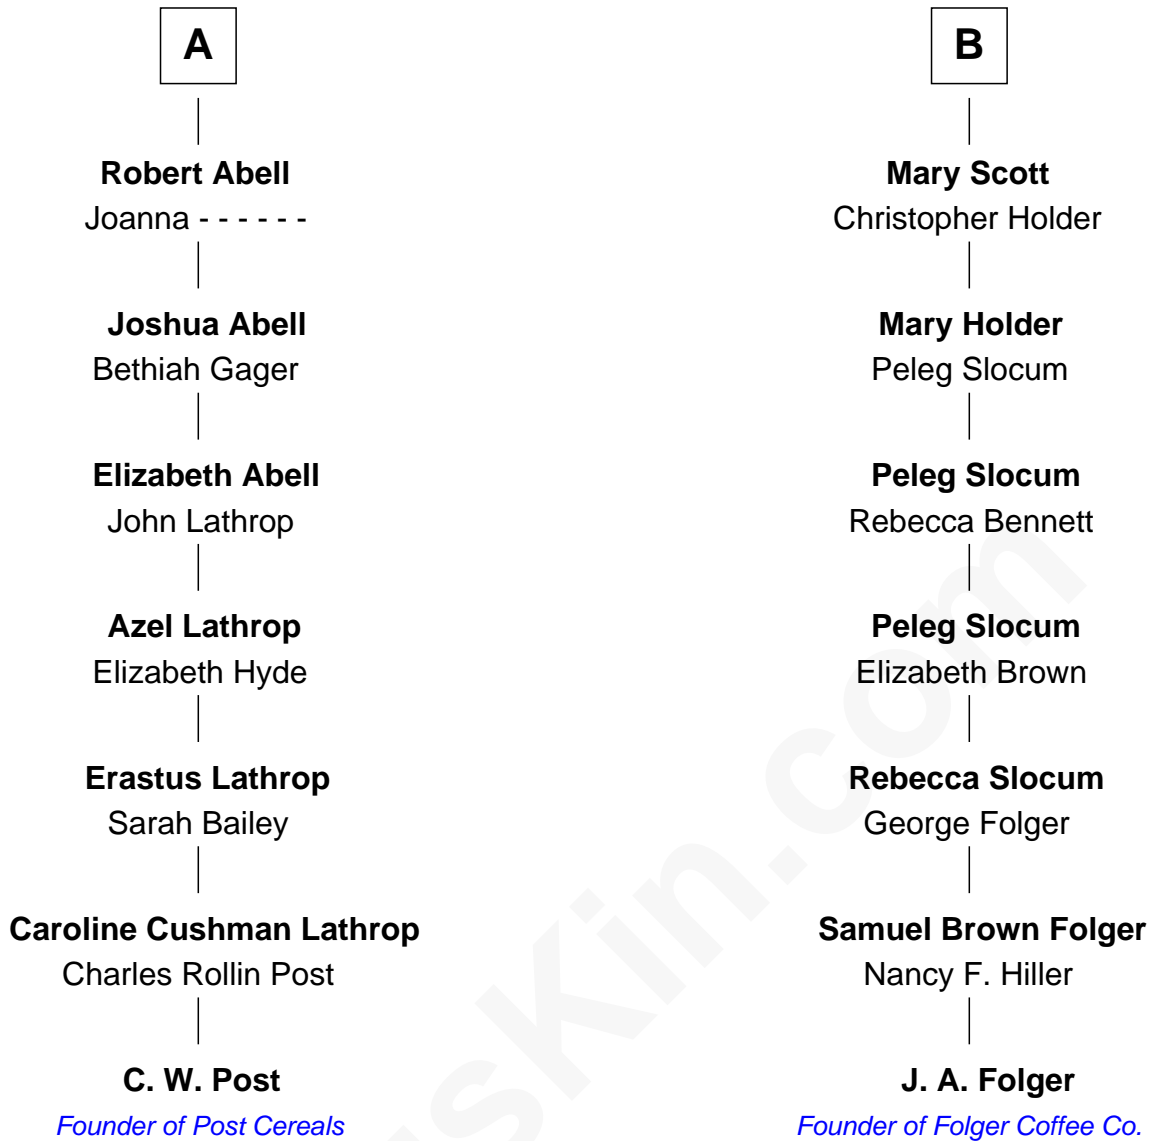 A
Robert Abell
Joanna - - - - - -
Joshua Abell
Bethiah Gager
Elizabeth Abell
John Lathrop
Azel Lathrop
Elizabeth Hyde
Erastus Lathrop
Sarah Bailey
Caroline Cushman Lathrop
Charles Rollin Post
C. W. Post
Founder of Post Cereals
B
Mary Scott
Christopher Holder
Mary Holder
Peleg Slocum
Peleg Slocum
Rebecca Bennett
Peleg Slocum
Elizabeth Brown
Rebecca Slocum
George Folger
Samuel Brown Folger
Nancy F. Hiller
J. A. Folger
Founder of Folger Coffee Co.